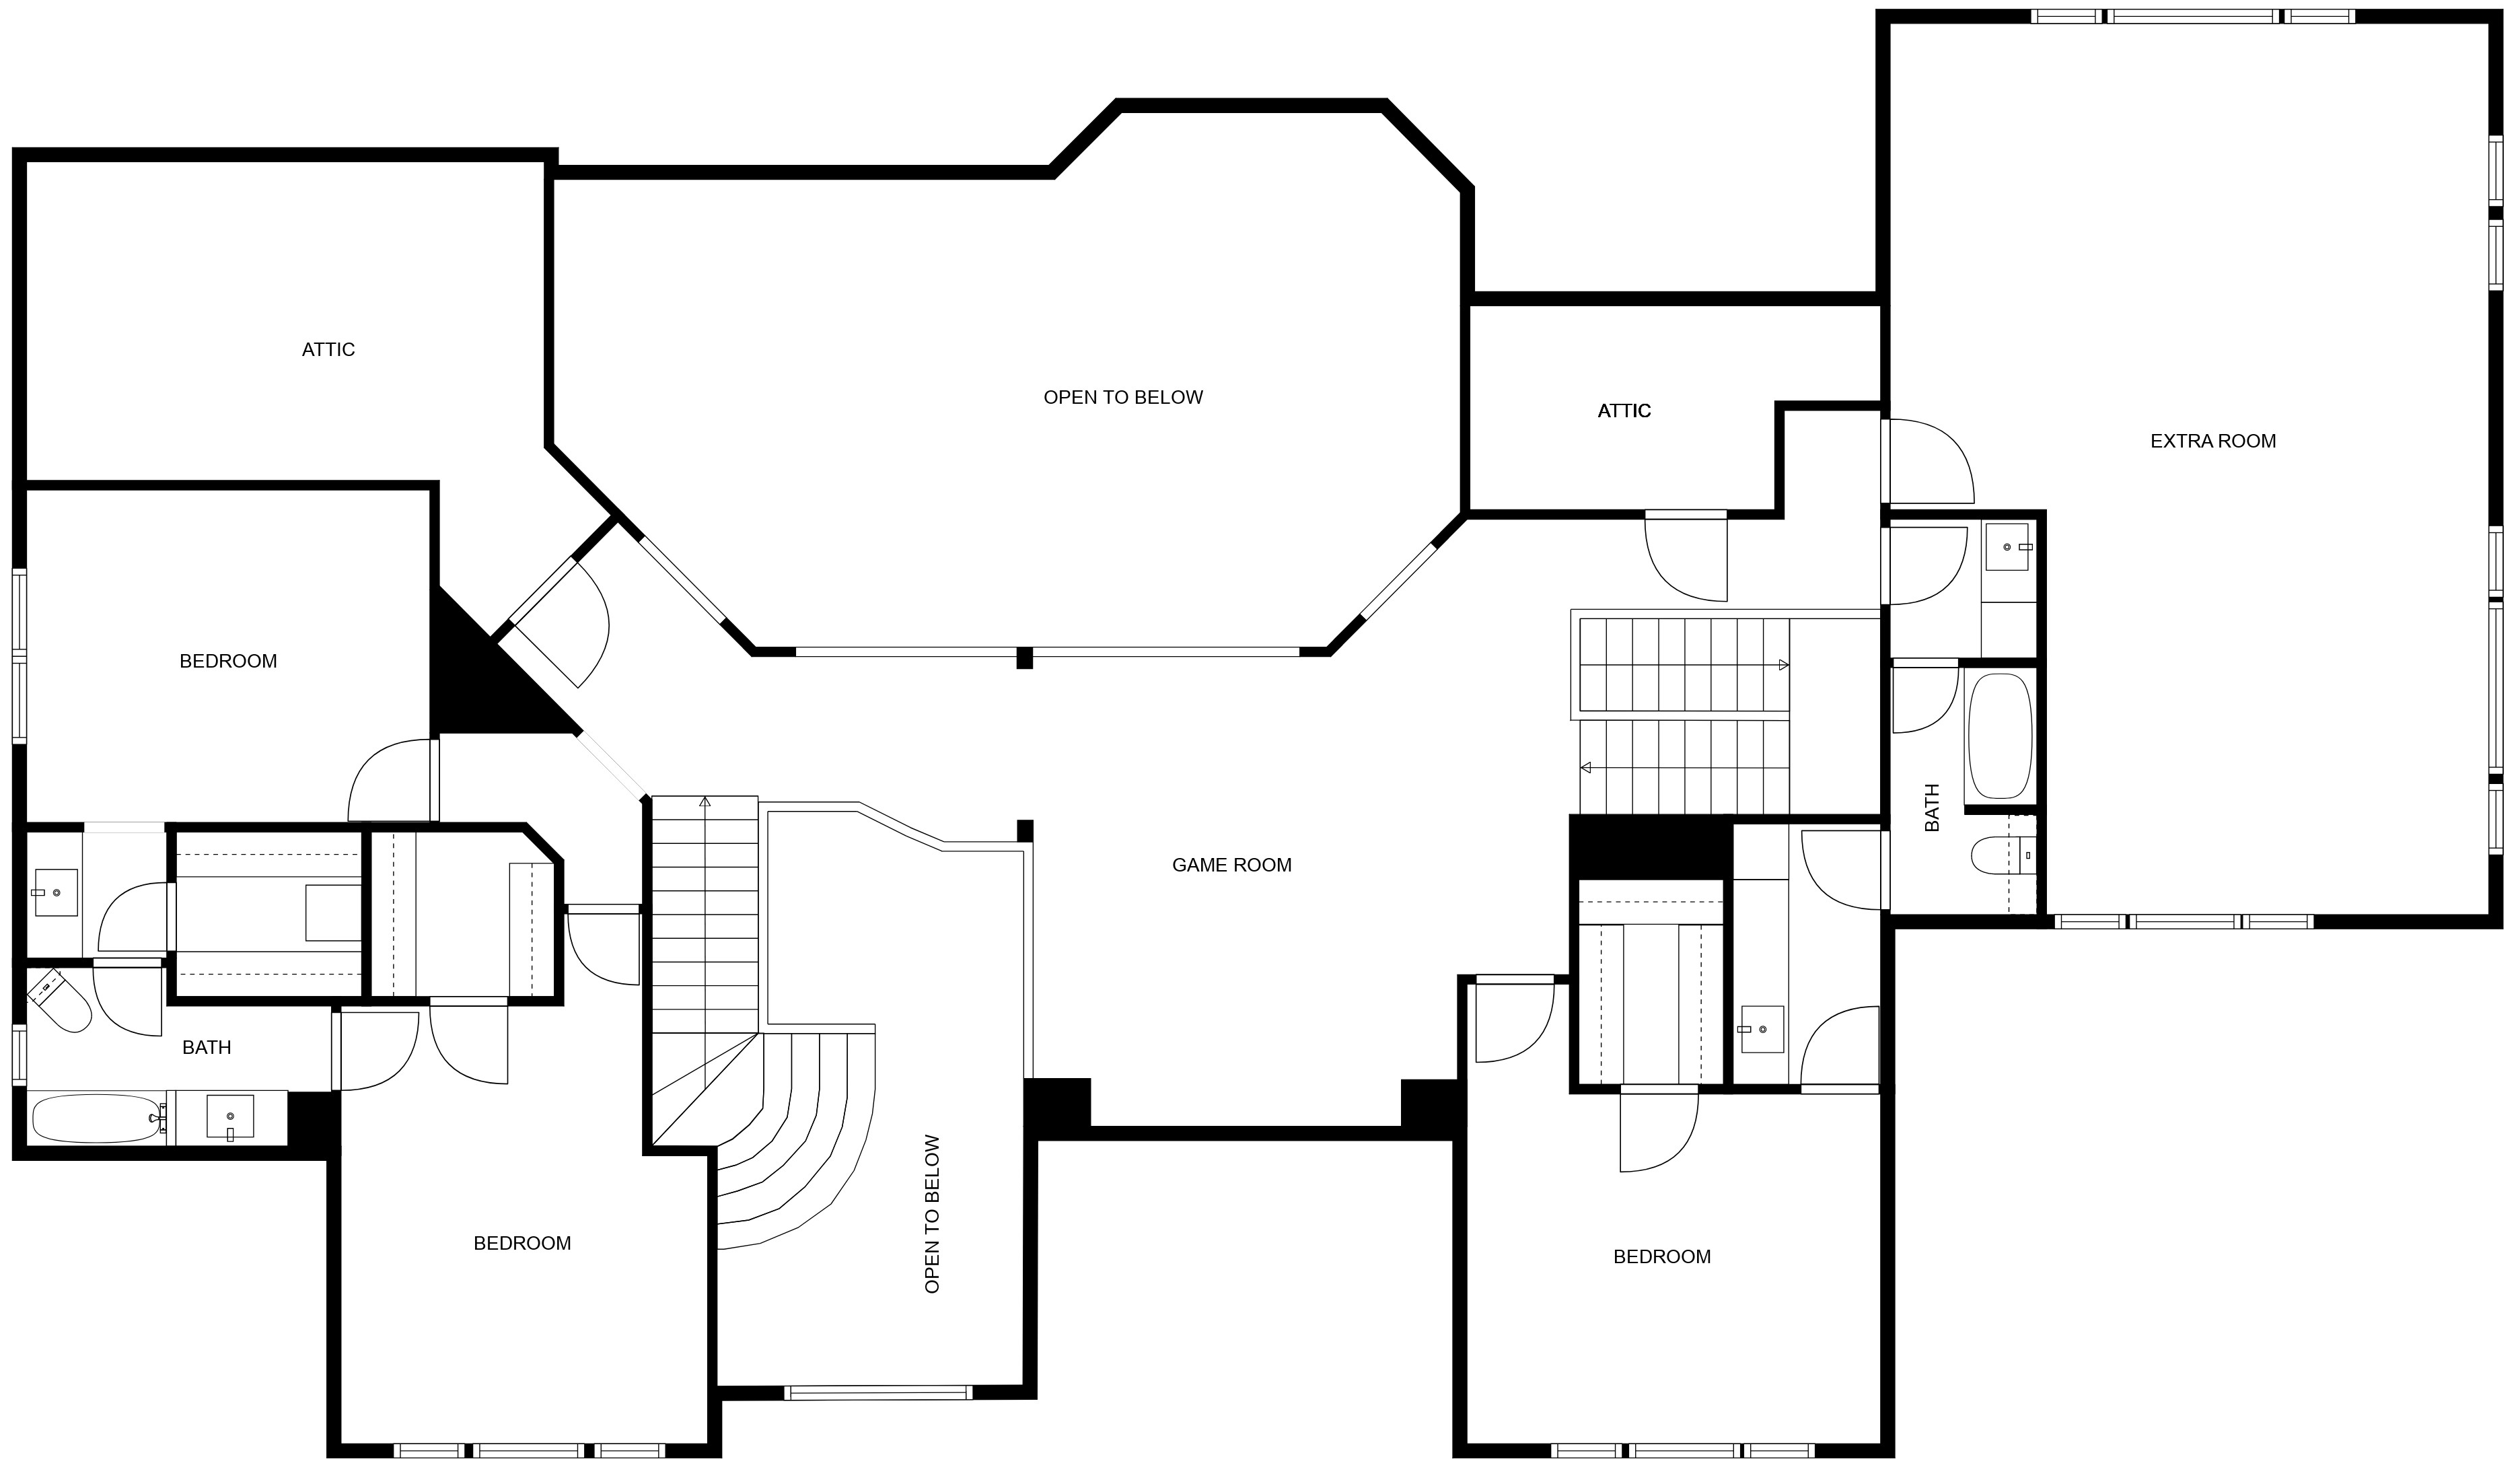 ATTIC
OPEN TO BELOW
ATTIC
EXTRA ROOM
BEDROOM
BATH
GAME ROOM
BATH
OPEN TO BELOW
BEDROOM
BEDROOM